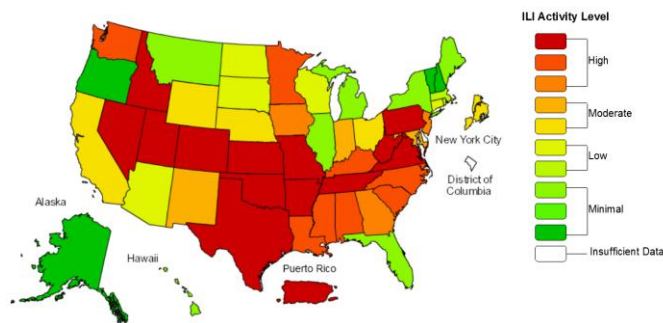 ILI Activity Level
High
Moderate
Low
Minimal
Insufficient Data
New York City
District of
Columbia
Alaska
Hawaii
Puerto Rico